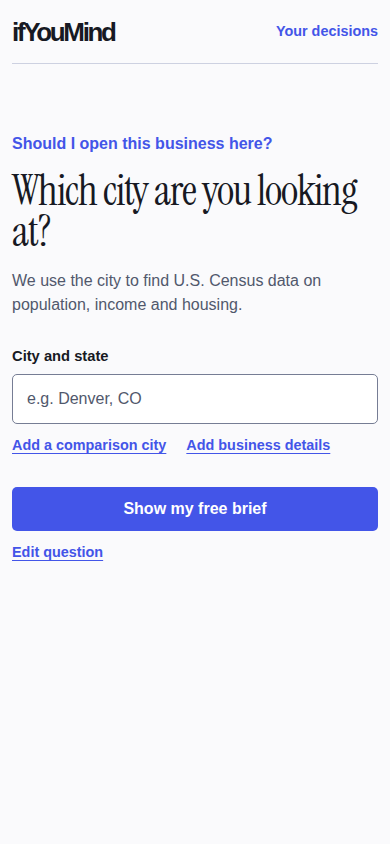 ifYouMind
Your decisions
Should I open this business here?
Which city are you looking
at?
We use the city to find U.S. Census data on
population, income and housing.
City and state
e.g. Denver, CO
Add a comparison city
Add business details
Show my free brief
Edit question